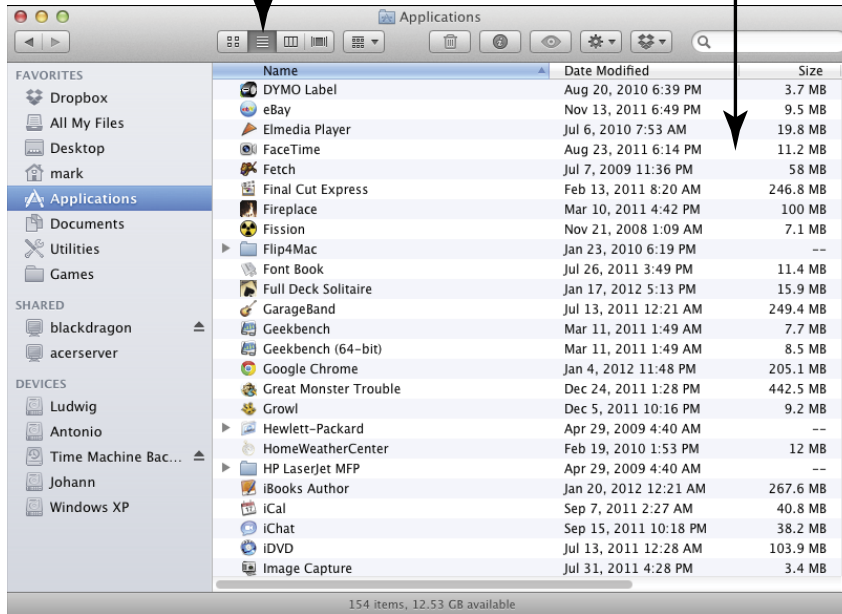 Applications
FAVORITES
Dropbox
All My Files
Desktop
mark
Applications
Documents
Utilities
Games
SHARED
blackdragon
acerserver
DEVICES
Ludwig
Antonio
Time Machine Bac...
Johann
Windows XP
Name Date Modified Size
DYMO Label Aug 20, 2010 6:39 PM 3.7 MB
eBay Nov 13, 2011 6:49 PM 9.5 MB
Elmedia Player Jul 6, 2010 7:53 AM 19.8 MB
FaceTime Aug 23, 2011 6:14 PM 11.2 MB
Fetch Jul 7, 2009 11:36 PM 58 MB
Final Cut Express Feb 13, 2011 8:20 AM 246.8 MB
Fireplace Mar 10, 2011 4:42 PM 100 MB
Fission Nov 21, 2008 1:09 AM 7.1 MB
Flip4Mac Jan 23, 2010 6:19 PM --
Font Book Jul 26, 2011 3:49 PM 11.4 MB
Full Deck Solitaire Jan 17, 2012 5:13 PM 15.9 MB
GarageBand Jul 13, 2011 12:21 AM 249.4 MB
Geekbench Mar 11, 2011 1:49 AM 7.7 MB
Geekbench (64-bit) Mar 11, 2011 1:49 AM 8.5 MB
Google Chrome Jan 4, 2012 11:48 PM 205.1 MB
Great Monster Trouble Dec 24, 2011 1:28 PM 442.5 MB
Growl Dec 5, 2011 10:16 PM 9.2 MB
Hewlett-Packard Apr 29, 2009 4:40 AM --
HomeWeatherCenter Feb 19, 2010 1:53 PM 12 MB
HP LaserJet MFP Apr 29, 2009 4:40 AM --
iBooks Author Jan 20, 2012 12:21 AM 267.6 MB
iCal Sep 7, 2011 2:27 AM 40.8 MB
iChat Sep 15, 2011 10:18 PM 38.2 MB
iDVD Jul 13, 2011 12:28 AM 103.9 MB
Image Capture Jul 31, 2011 4:28 PM 3.4 MB
154 items, 12.53 GB available